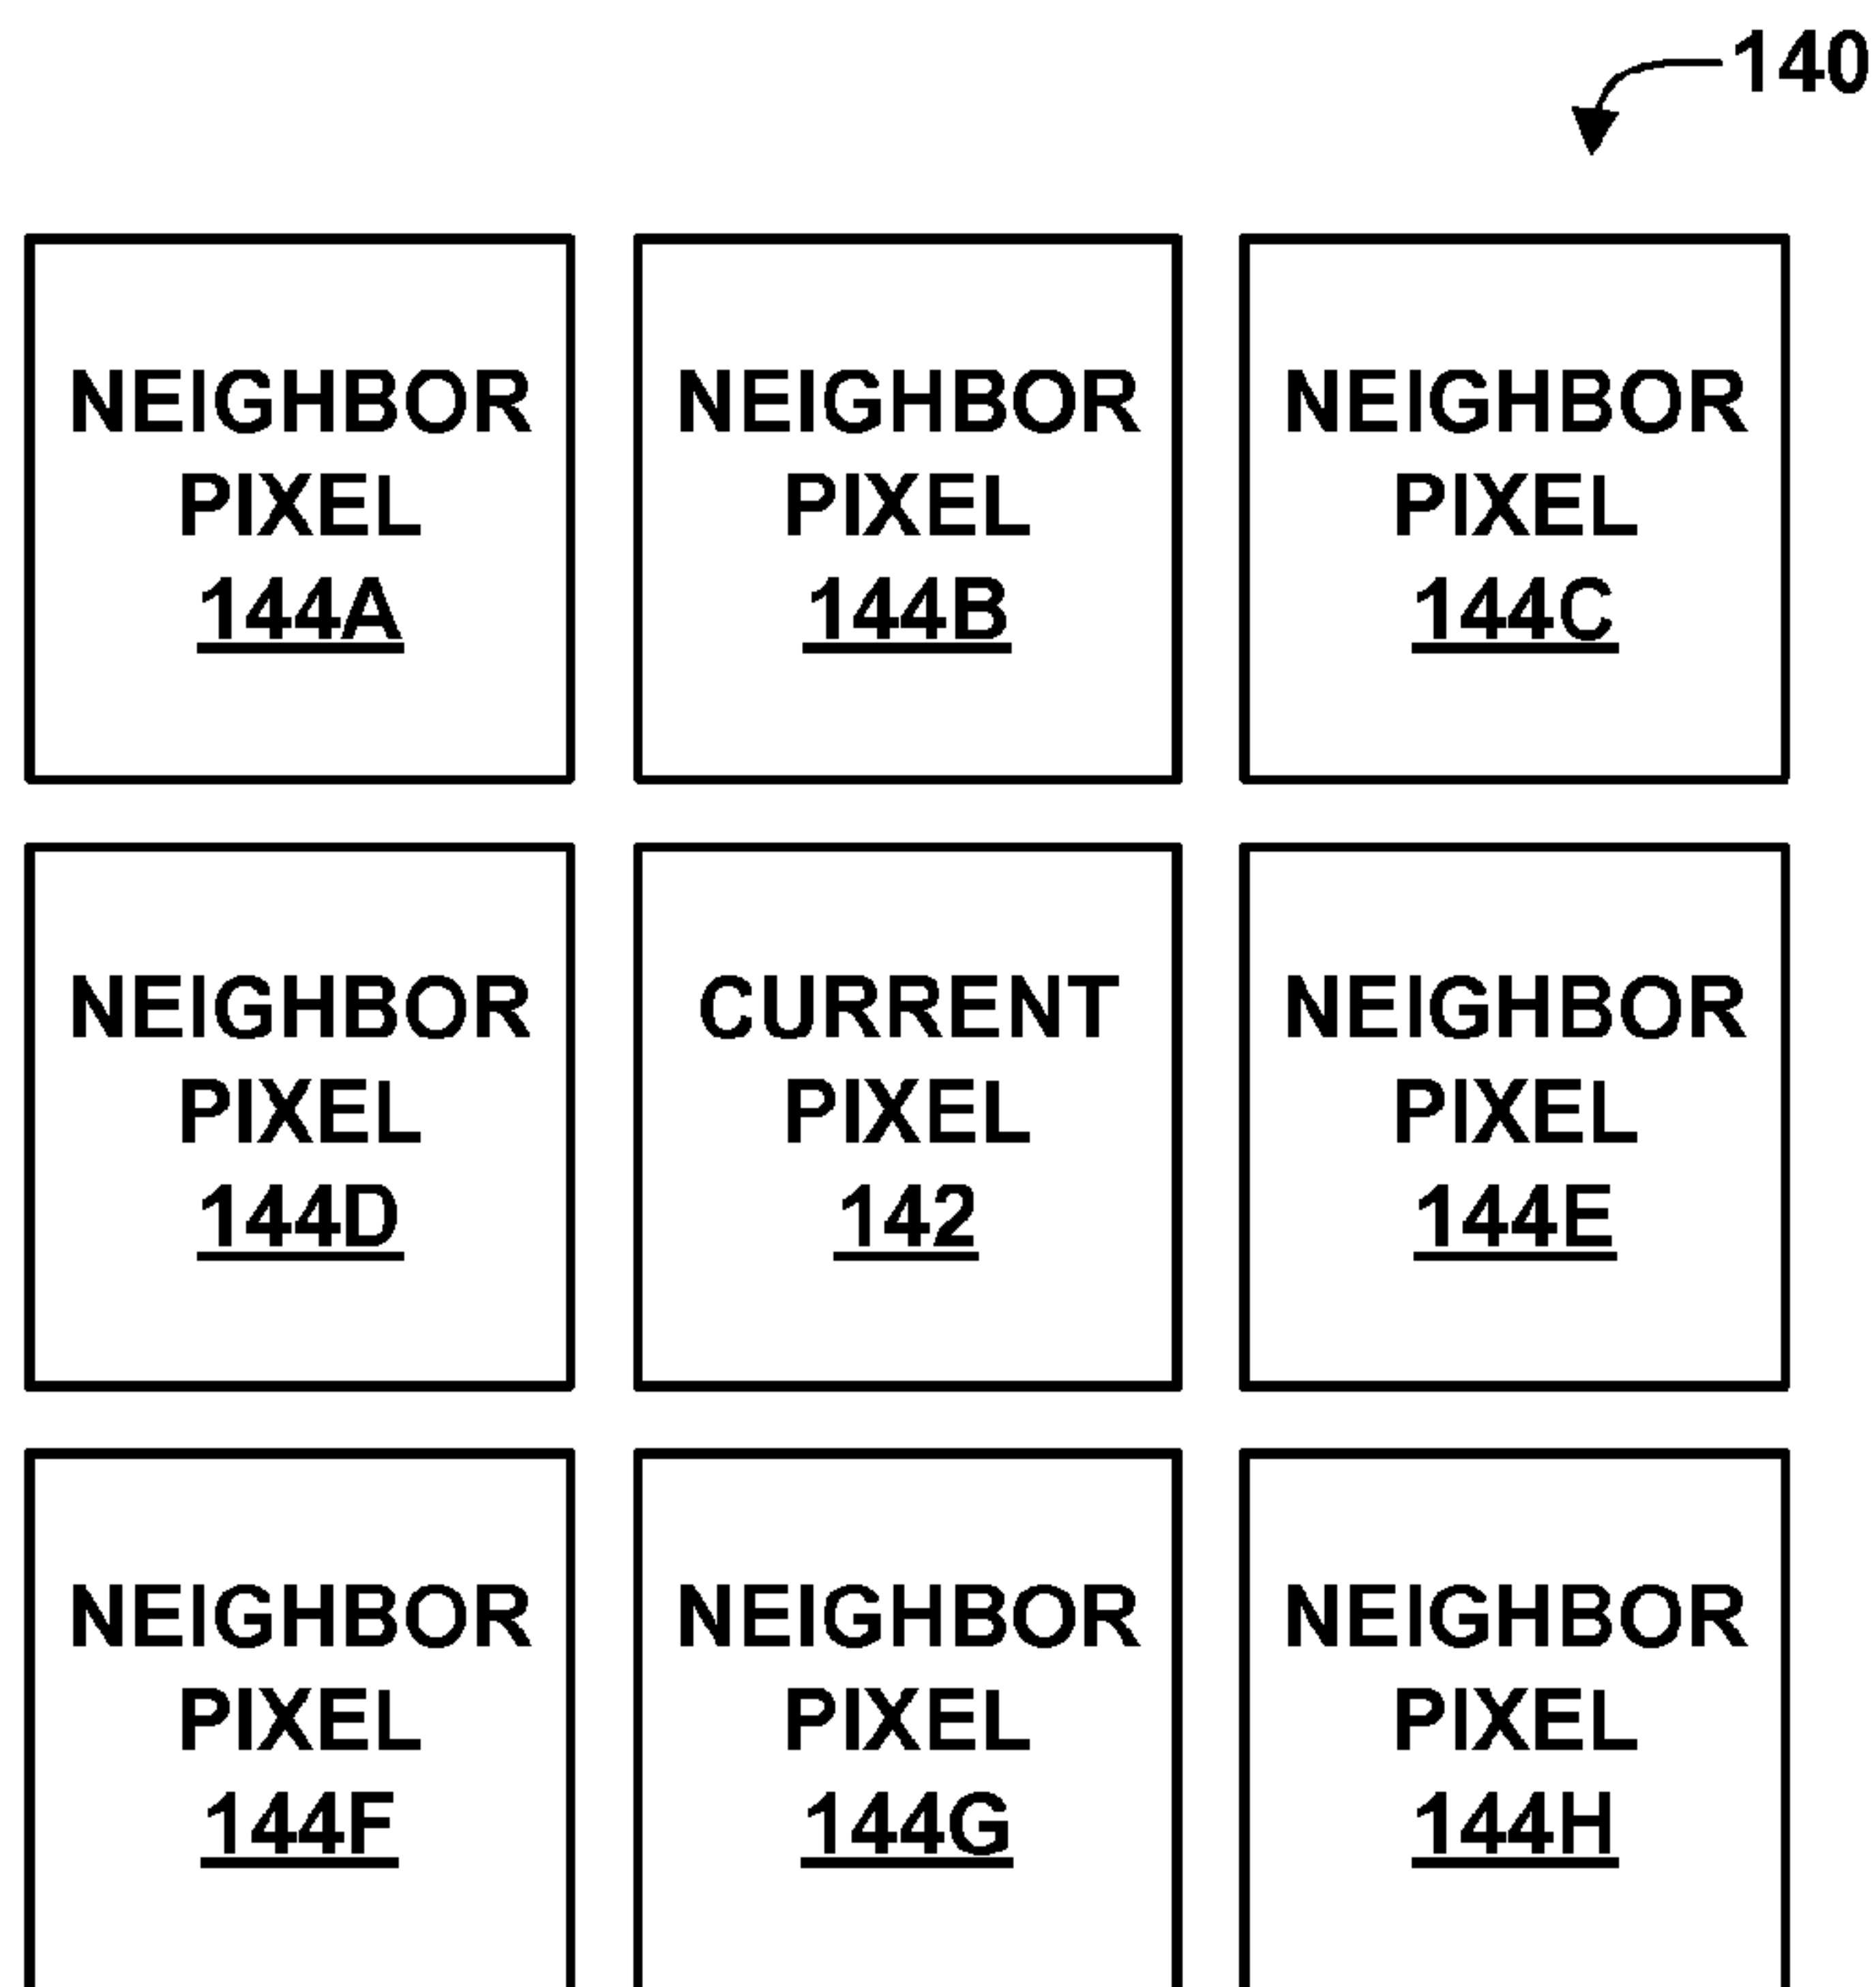 140
NEIGHBOR
PIXEL
144A
NEIGHBOR
PIXEL
144B
NEIGHBOR
PIXEL
144C
NEIGHBOR
PIXEL
144D
CURRENT
PIXEL
142
NEIGHBOR
PIXEL
144E
NEIGHBOR
PIXEL
144F
NEIGHBOR
PIXEL
144G
NEIGHBOR
PIXEL
144H